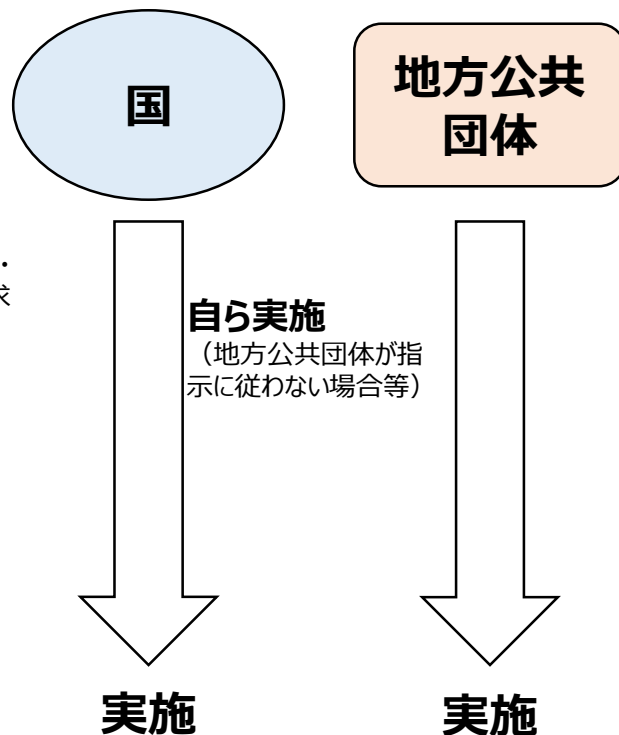 国
地方公共
団体
・
求
自ら実施
（地方公共団体が指
示に従わない場合等）
実施
実施